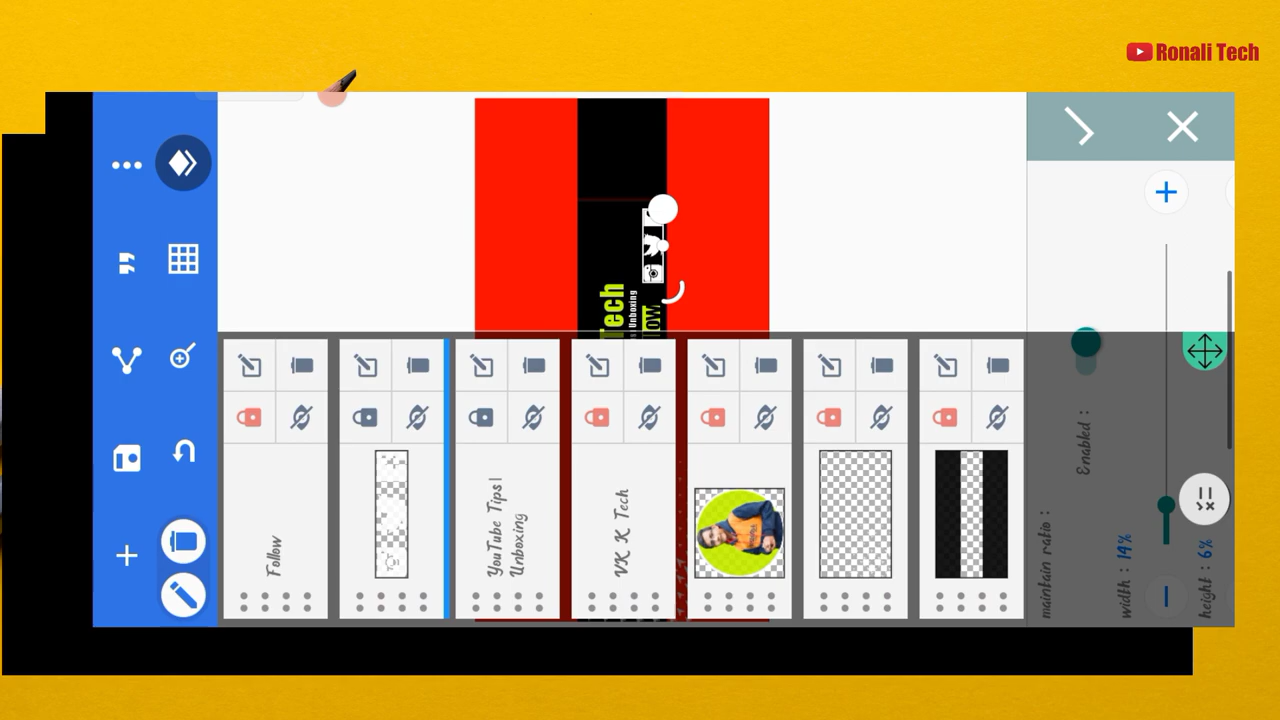 Ronali Tech
Tech
Unboxing
Follow
YouTube Tips|
Unboxing
VK K Tech
Enabled :
maintain ratio :
width : 14%
height : 6%